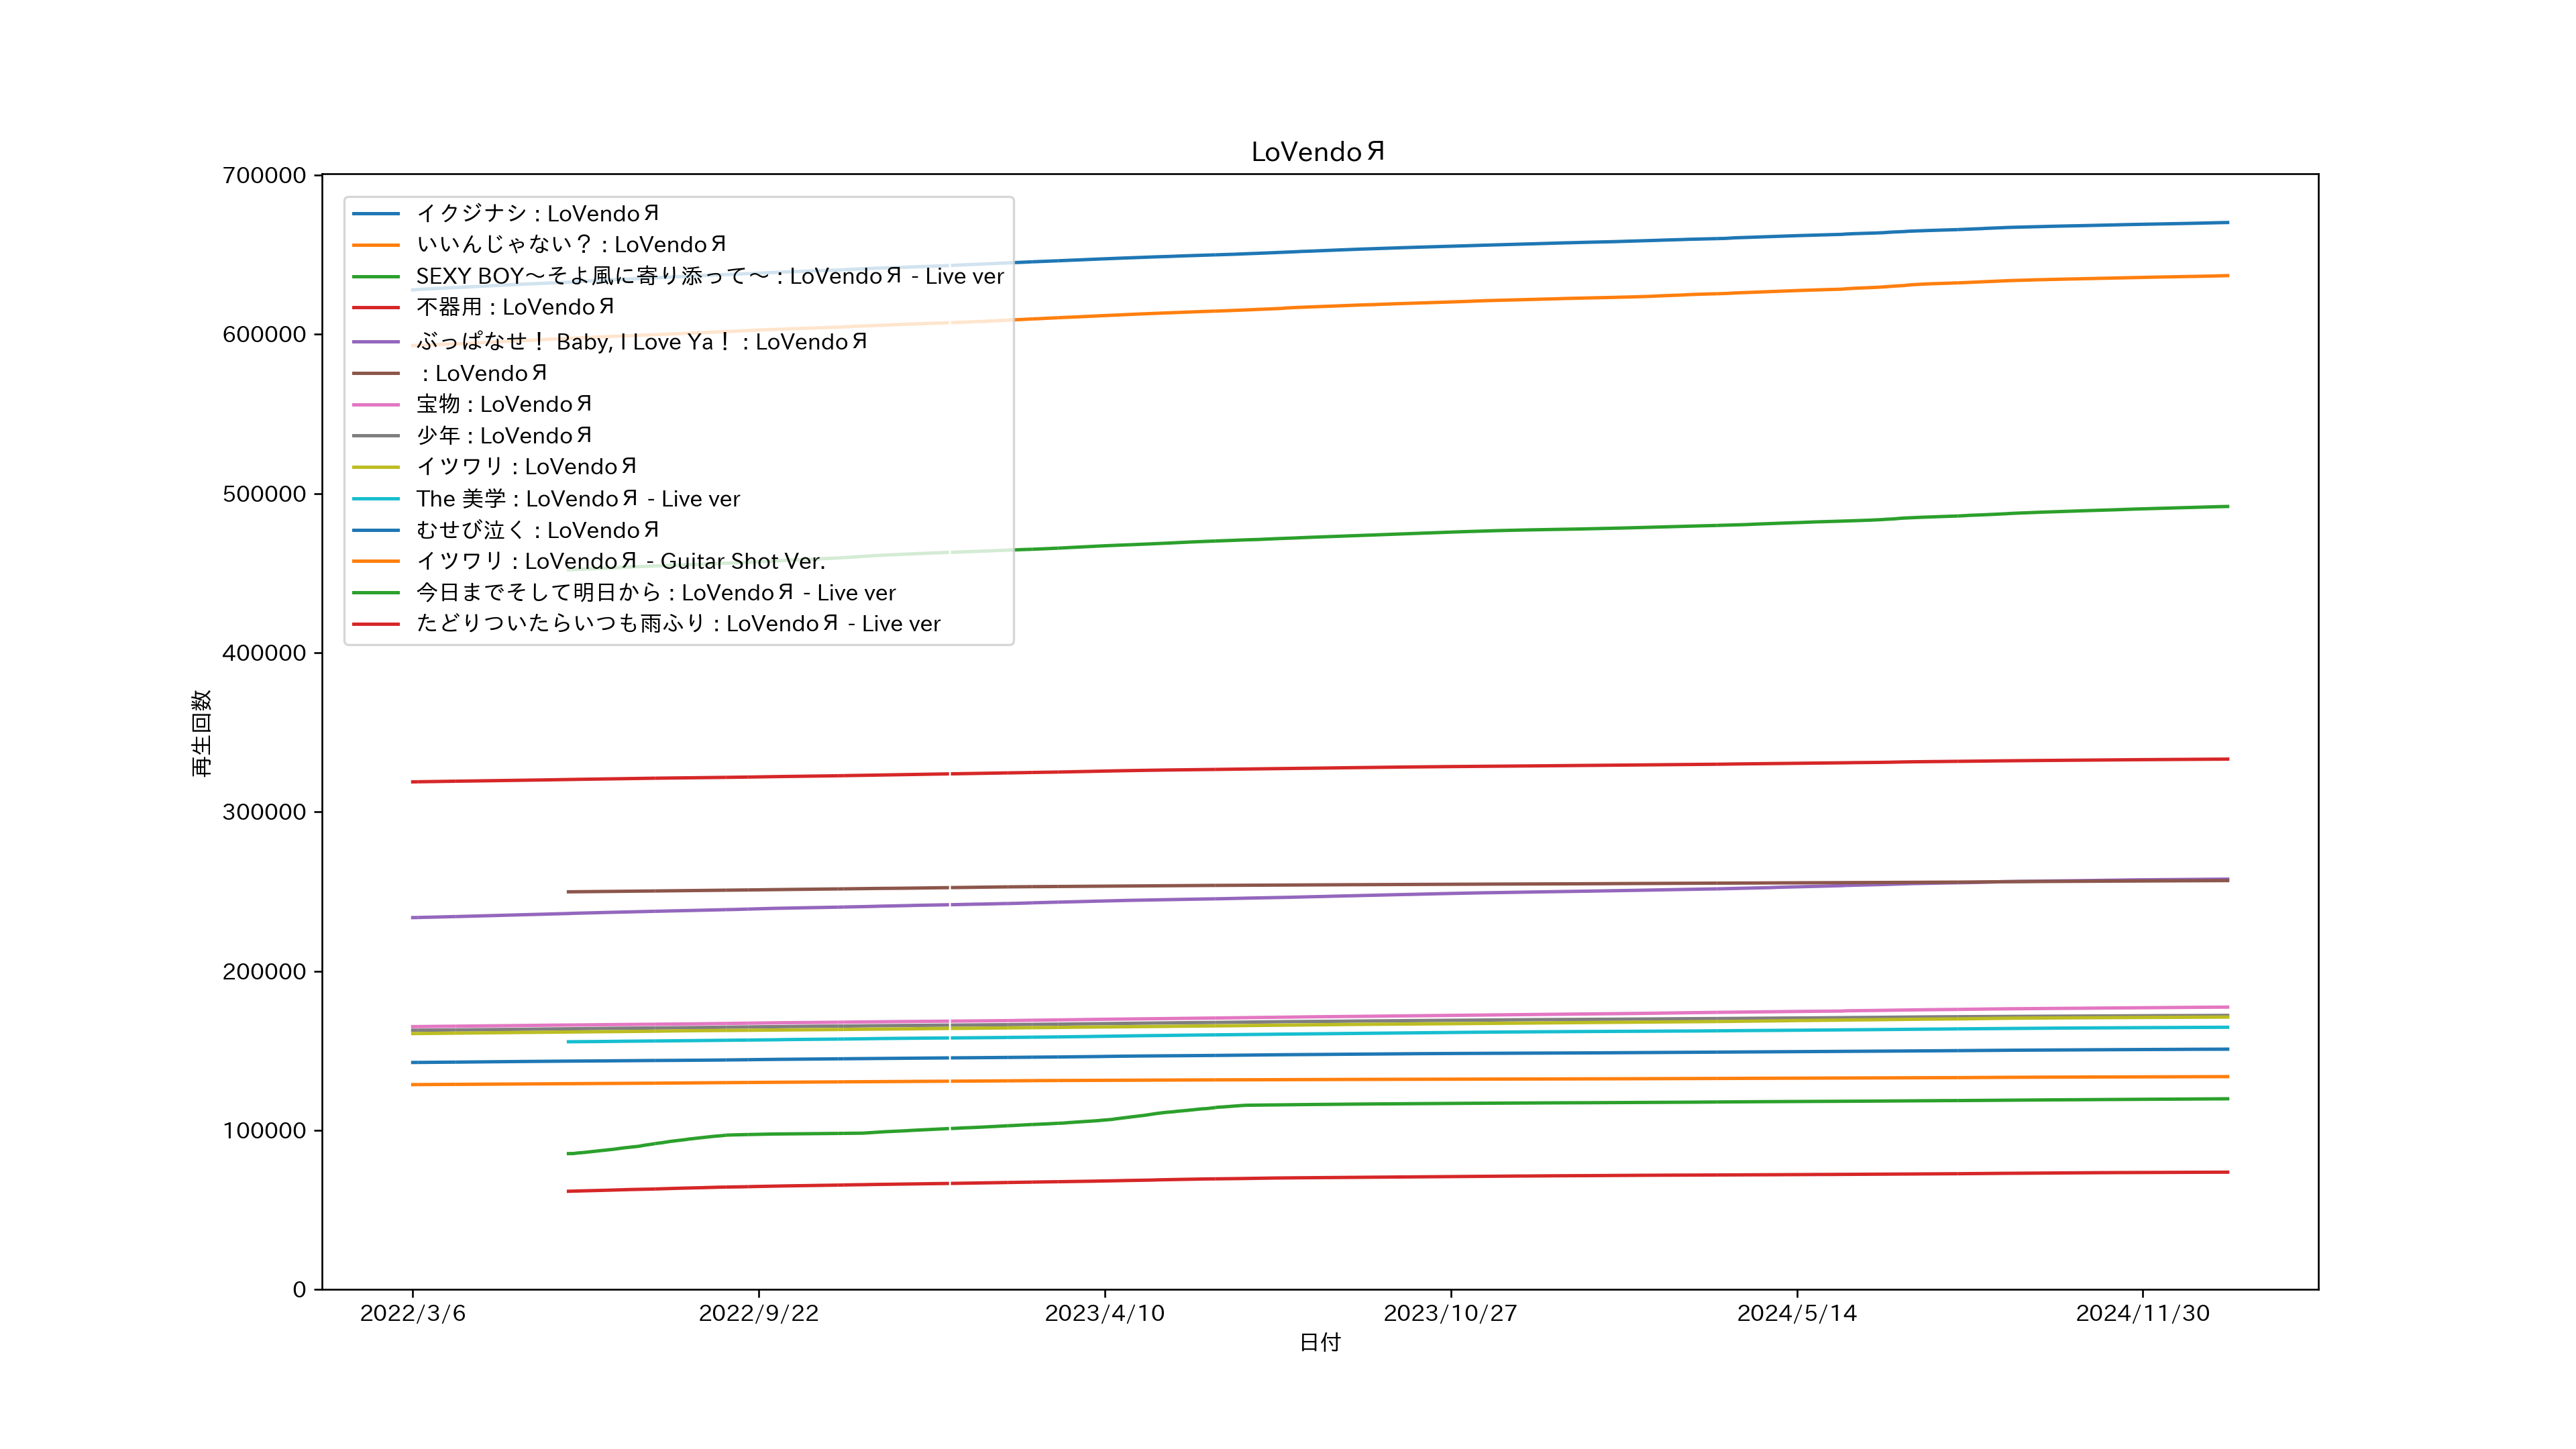 LoVendoЯ
700000
600000
500000
400000
300000
200000
100000
0
再生回数
イクジナシ : LoVendoЯ
いいんじゃない？ : LoVendoЯ
SEXY BOY～そよ風に寄り添って～ : LoVendoЯ - Live ver
不器用 : LoVendoЯ
ぶっぱなせ！ Baby, I Love Ya！ : LoVendoЯ
: LoVendoЯ
宝物 : LoVendoЯ
少年 : LoVendoЯ
イツワリ : LoVendoЯ
The 美学 : LoVendoЯ - Live ver
むせび泣く : LoVendoЯ
イツワリ : LoVendoЯ - Guitar Shot Ver.
今日までそして明日から : LoVendoЯ - Live ver
たどりついたらいつも雨ふり : LoVendoЯ - Live ver
2022/3/6 2022/9/22 2023/4/10 2023/10/27 2024/5/14 2024/11/30
日付